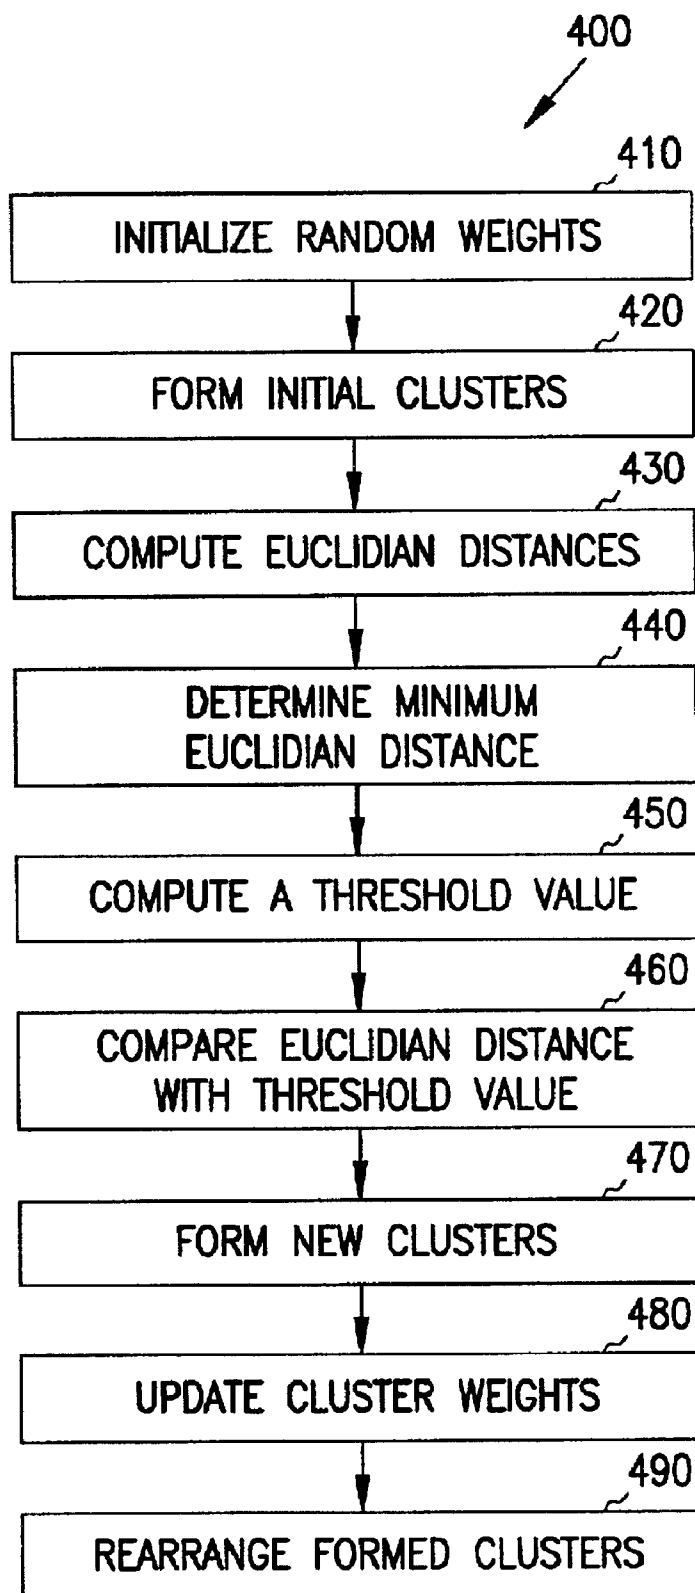 400
410
INITIALIZE RANDOM WEIGHTS
420
FORM INITIAL CLUSTERS
430
COMPUTE EUCLIDIAN DISTANCES
440
DETERMINE MINIMUM
EUCLIDIAN DISTANCE
450
COMPUTE A THRESHOLD VALUE
460
COMPARE EUCLIDIAN DISTANCE
WITH THRESHOLD VALUE
470
FORM NEW CLUSTERS
480
UPDATE CLUSTER WEIGHTS
490
REARRANGE FORMED CLUSTERS